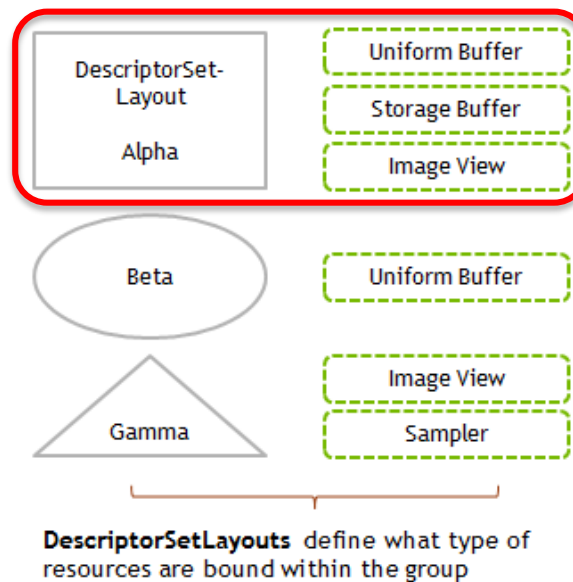 DescriptorSet-
Layout
Alpha
Uniform Buffer
Storage Buffer
Image View
Beta
Uniform Buffer
Gamma
Image View
Sampler
DescriptorSetLayouts define what type of
resources are bound within the group